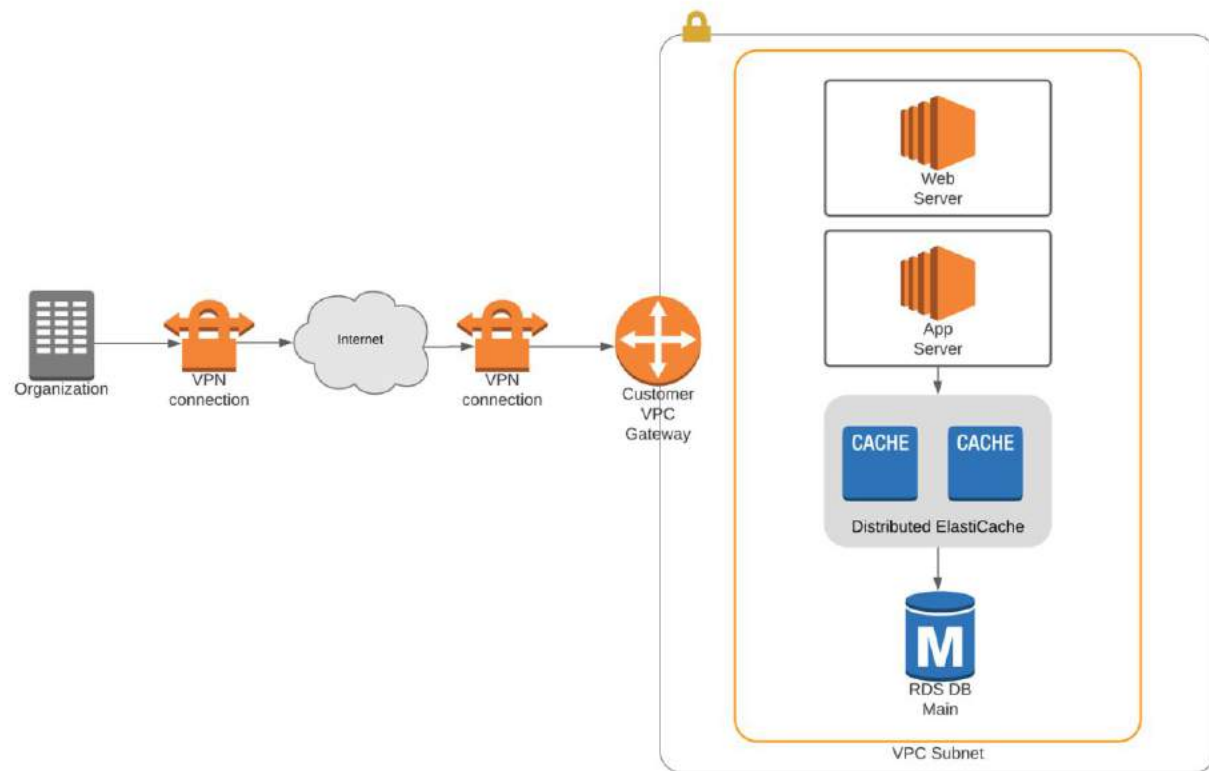 Organization
VPN
connection
Internet
VPN
connection
Customer
VPC
Gateway
Web
Server
App
Server
CACHE
CACHE
Distributed ElastiCache
M
RDS DB
Main
VPC Subnet